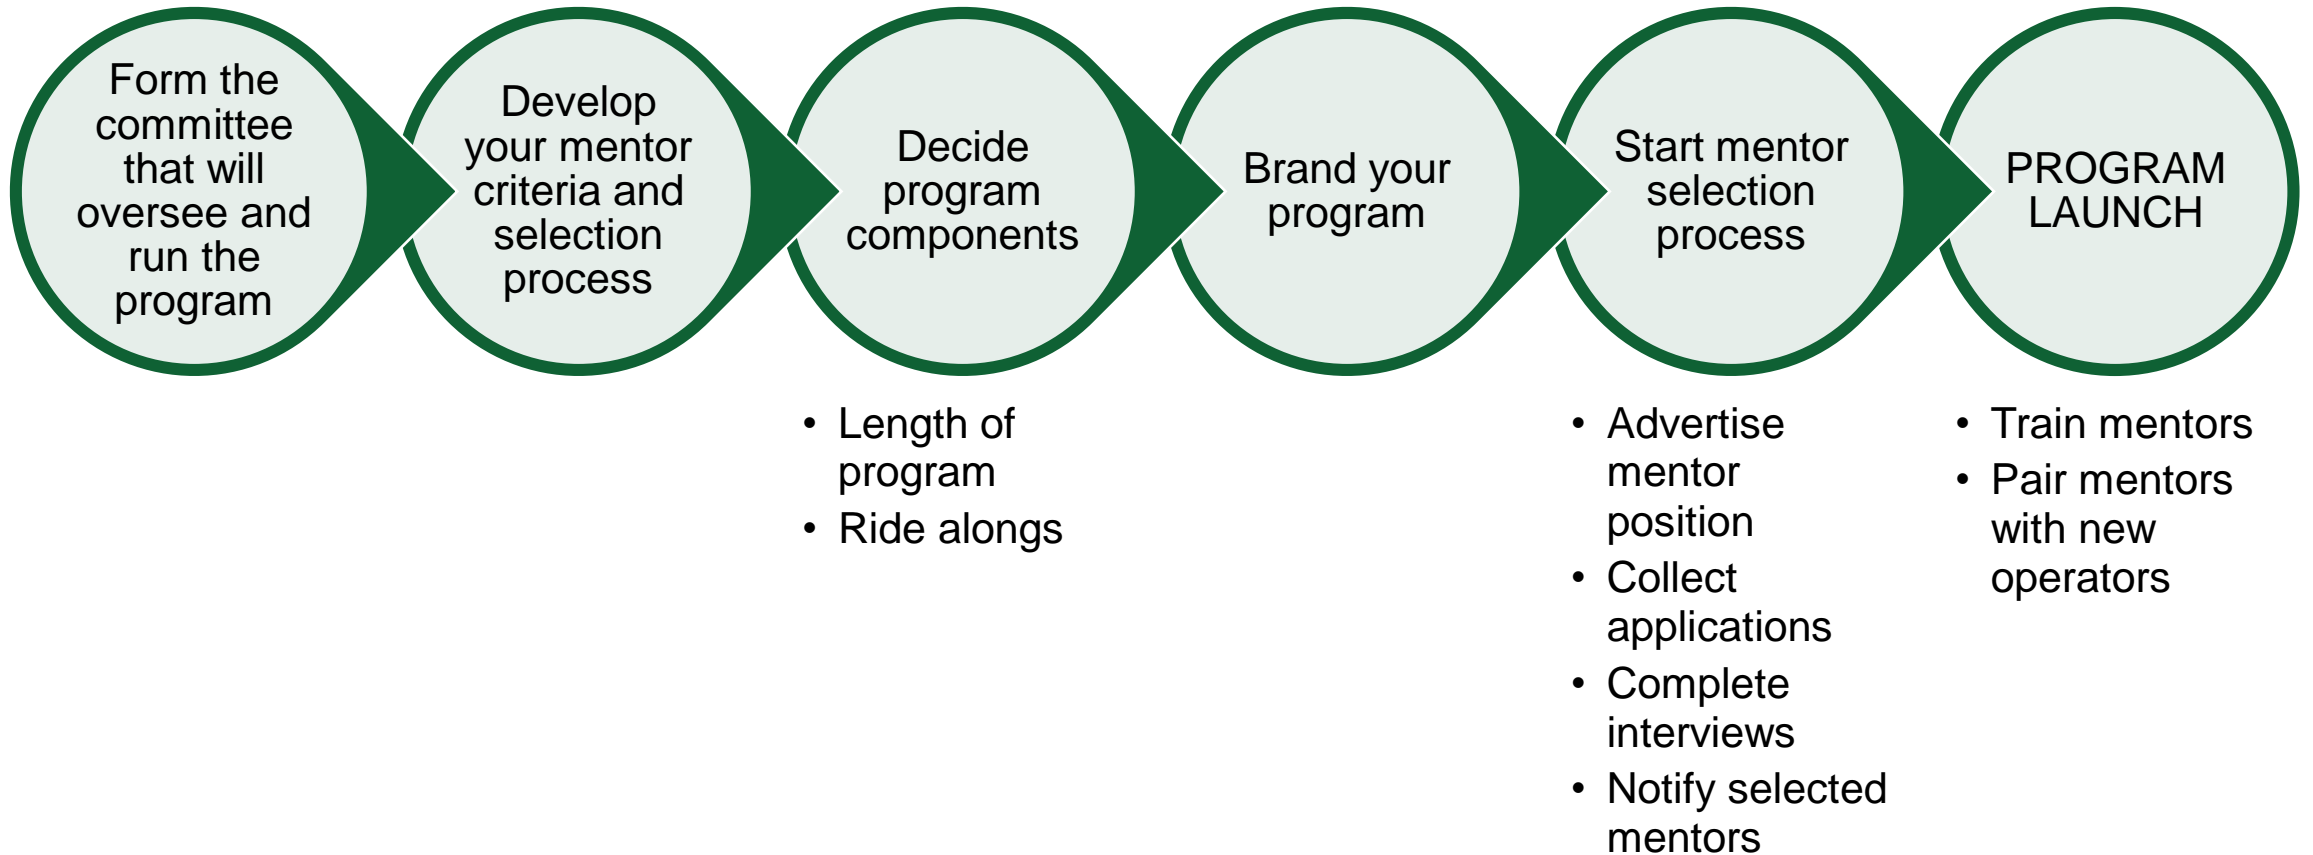 Form the
committee
that will
oversee and
run the
program
Develop
your mentor
criteria and
selection
process
Decide
program
components
Brand your
program
Start mentor
selection
process
PROGRAM
LAUNCH
• Length of
program
• Ride alongs
• Advertise
mentor
position
• Collect
applications
• Complete
interviews
• Notify selected
mentors
• Train mentors
• Pair mentors
with new
operators